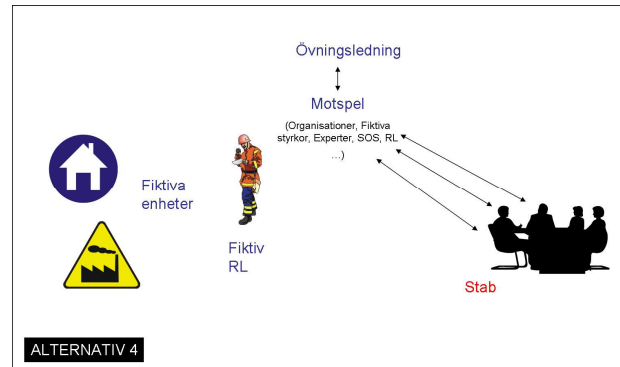 Övningsledning
Motspel
(Organisationer, Fiktiva
styrkor, Experter, SOS, RL
...)
Fiktiva
enheter
Fiktiv
RL
Stab
ALTERNATIV 4